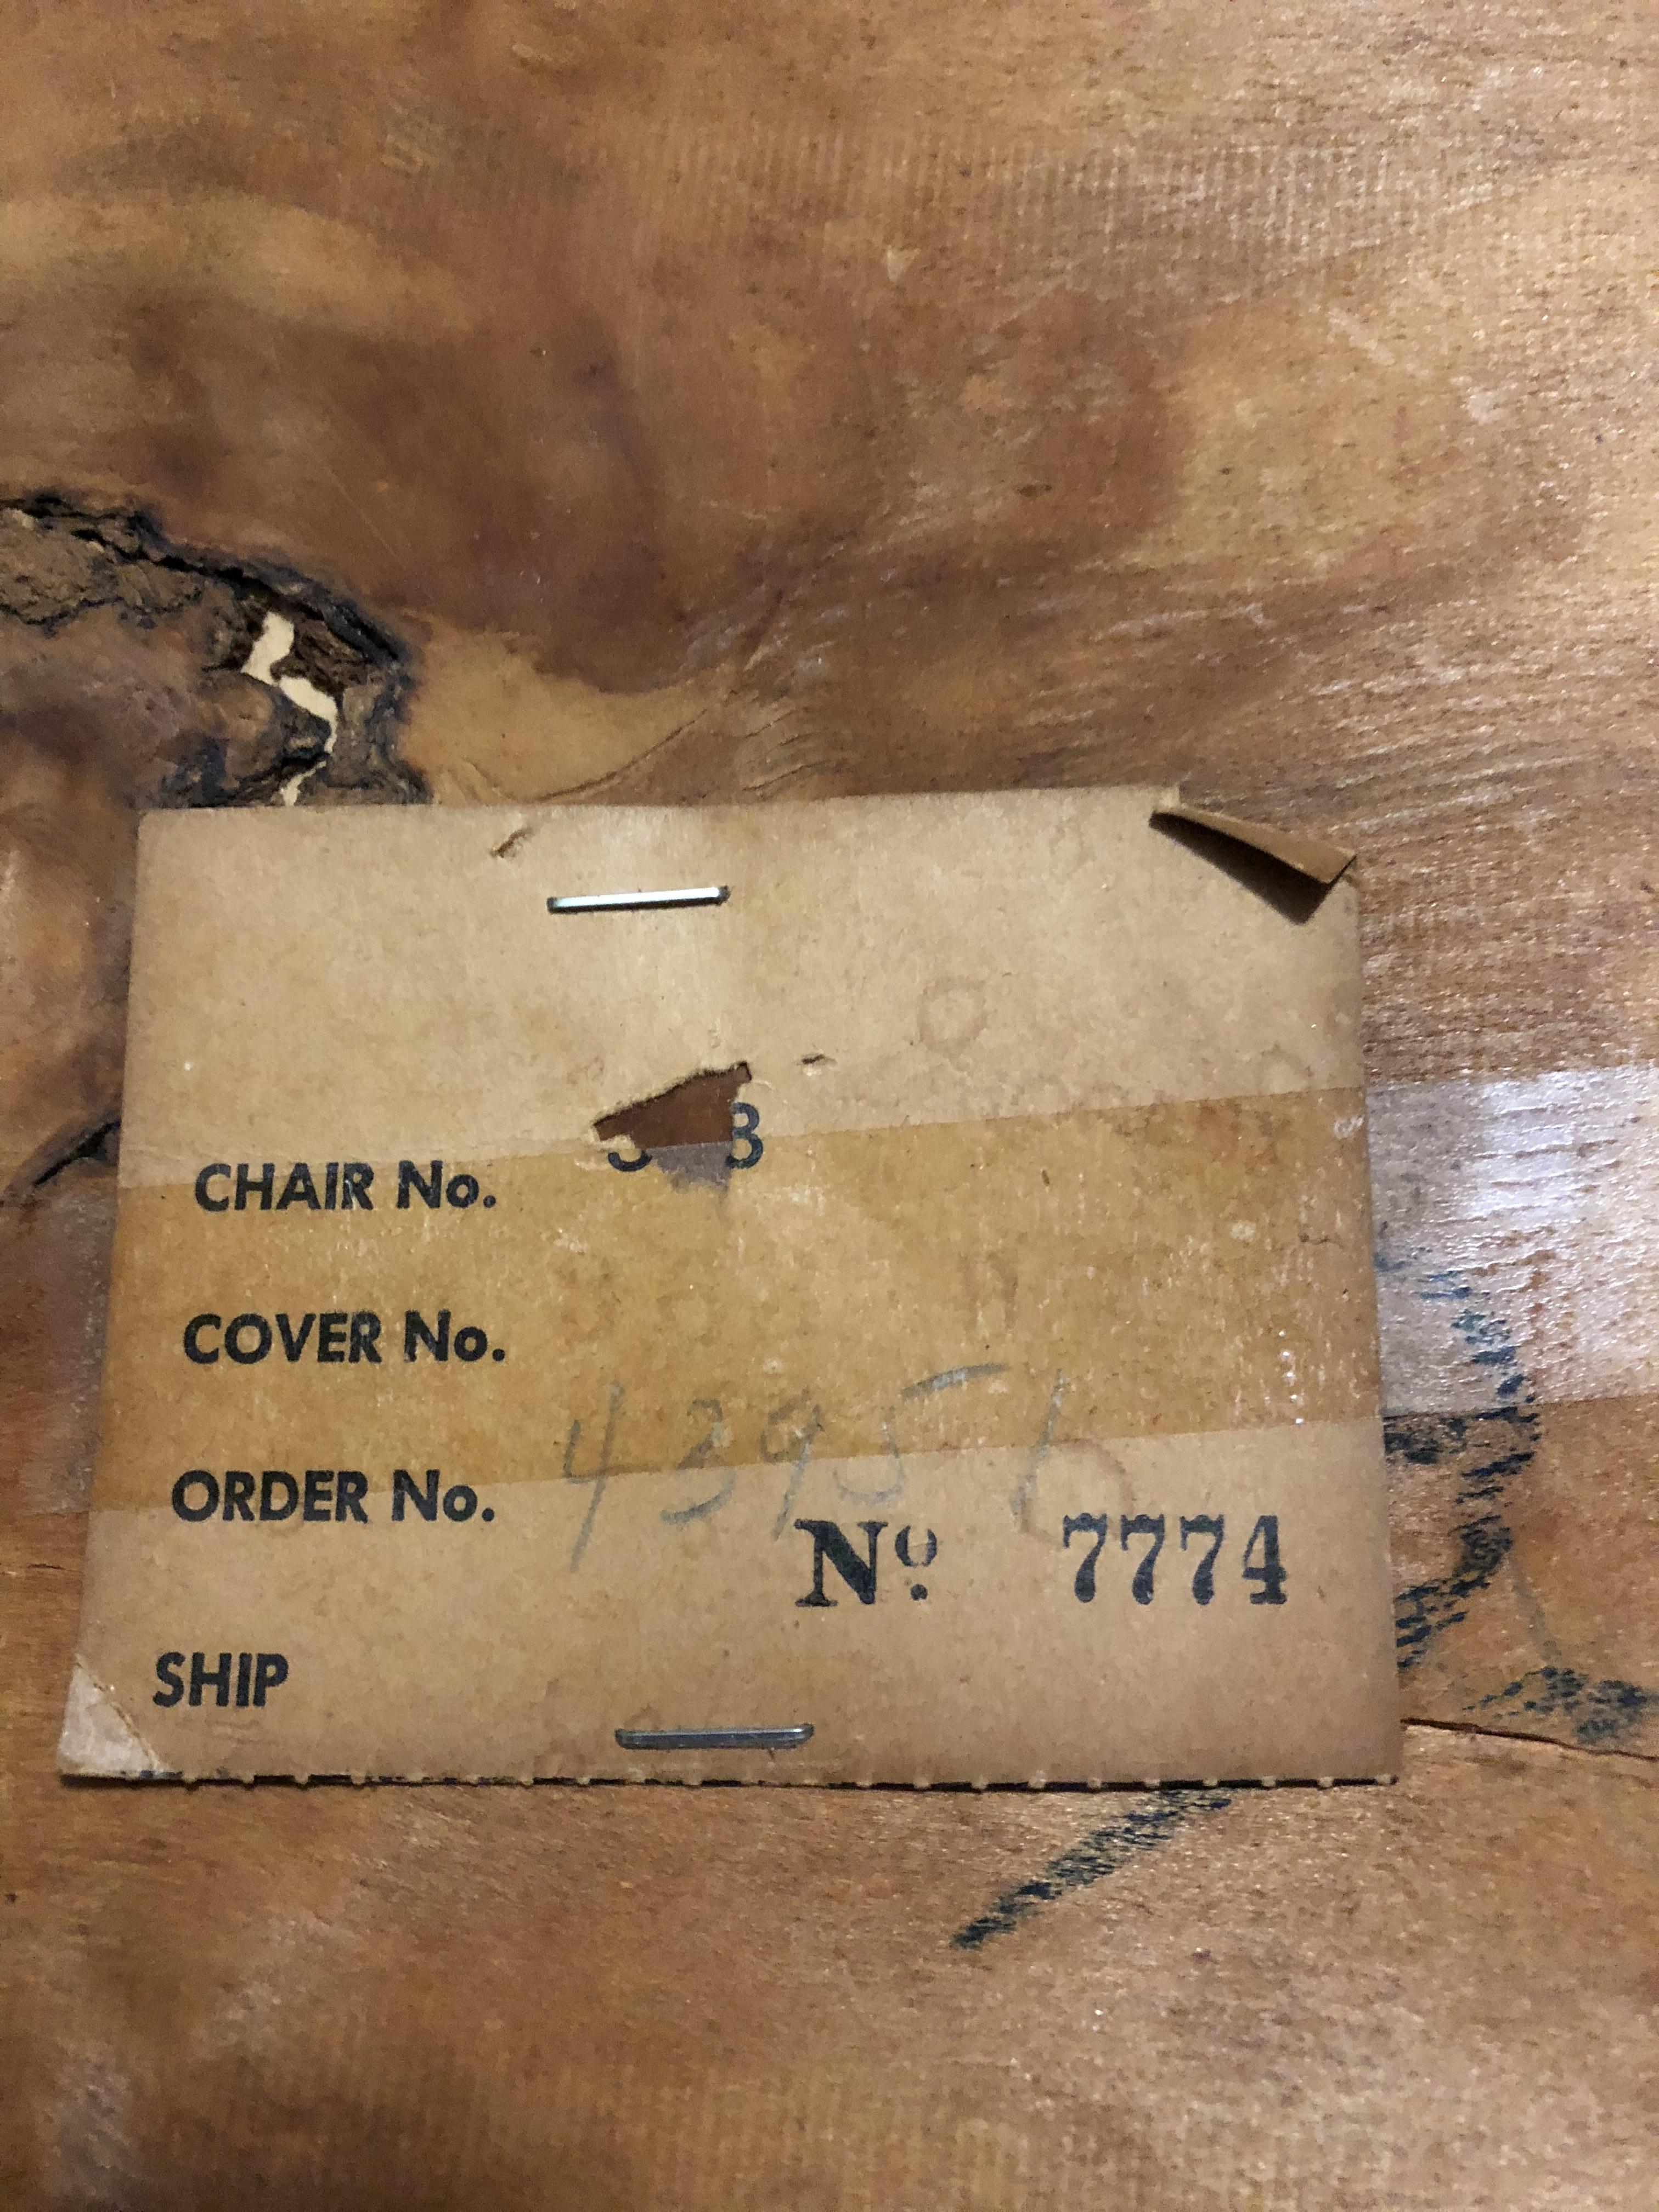 CHAIR No.
COVER No.
ORDER No. 43956
Nº 7774
SHIP